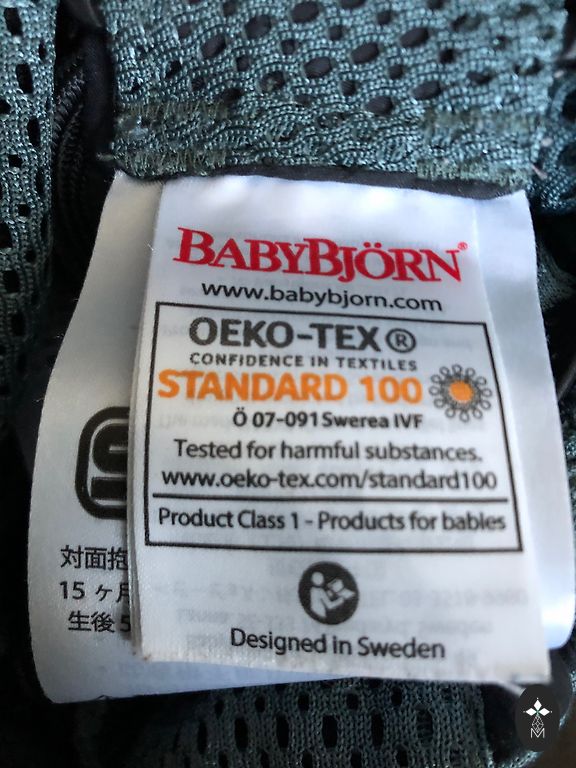 BABYBJÖRN®
www.babybjorn.com
OEKO-TEX®
CONFIDENCE IN TEXTILES
STANDARD 100
Ö 07-091 Swerea IVF
Tested for harmful substances.
www.oeko-tex.com/standard100
Product Class 1 - Products for babies
Designed in Sweden
対面抱
15 ヶ月
生後 5